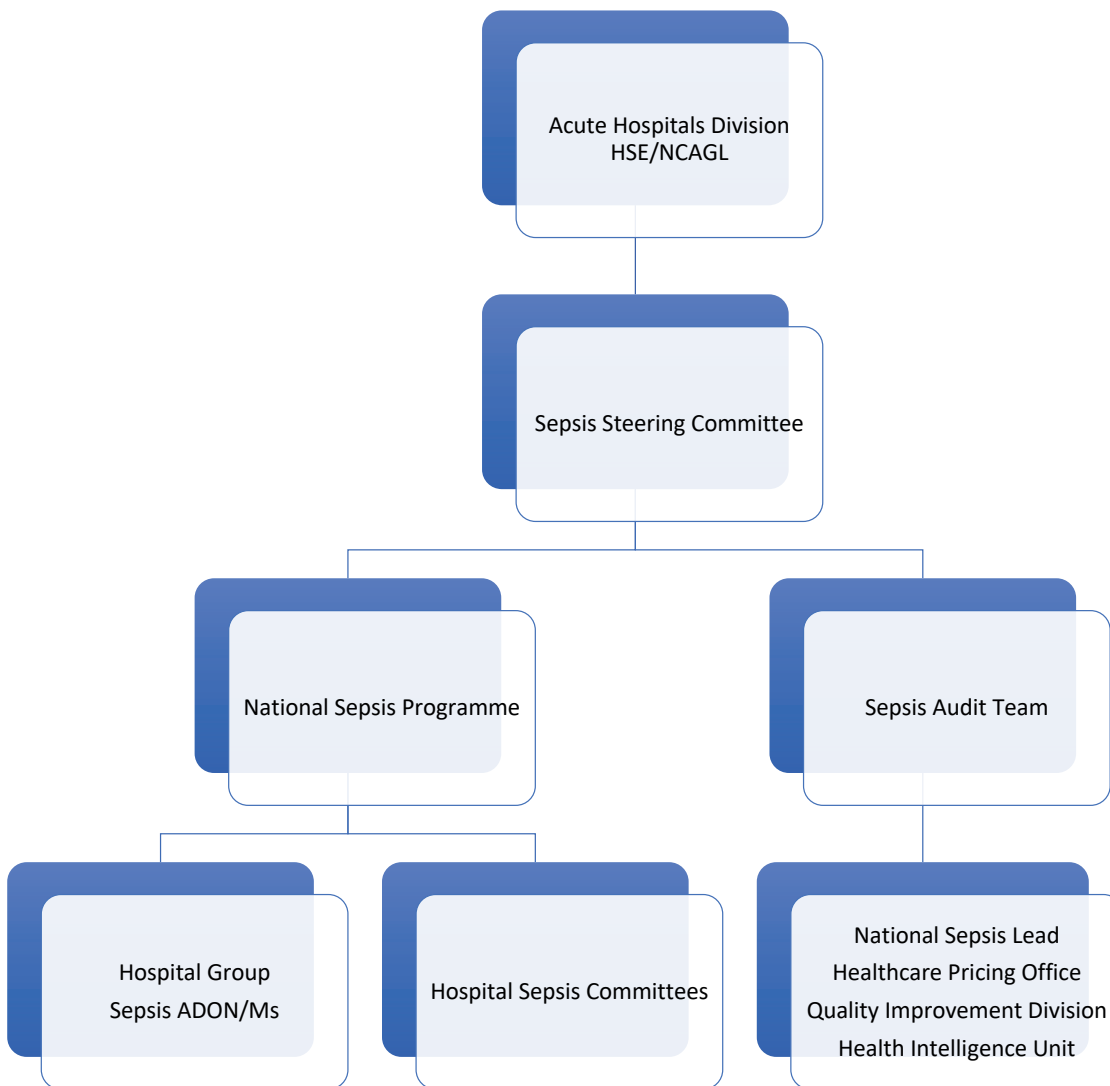 Acute Hospitals Division
HSE/NCAGL
Sepsis Steering Committee
National Sepsis Programme
Sepsis Audit Team
Hospital Group
Sepsis ADON/Ms
Hospital Sepsis Committees
National Sepsis Lead
Healthcare Pricing Office
Quality Improvement Division
Health Intelligence Unit